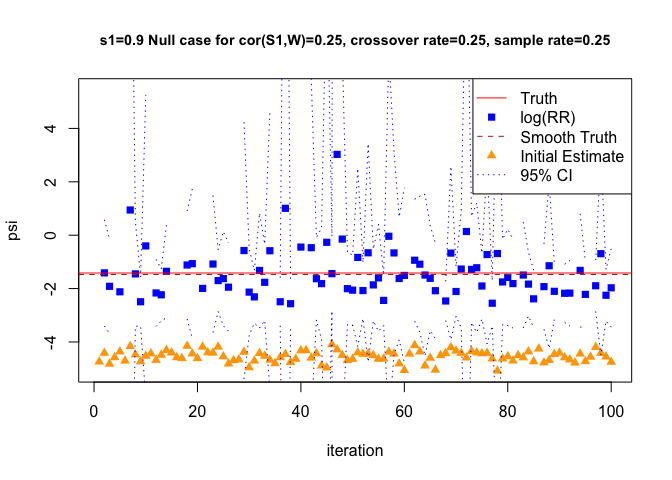 s1=0.9 Null case for cor(S1,W)=0.25, crossover rate=0.25, sample rate=0.25
Truth
log(RR)
Smooth Truth
Initial Estimate
95% CI
psi
4
2
0
-2
-4
0 20 40 60 80 100
iteration